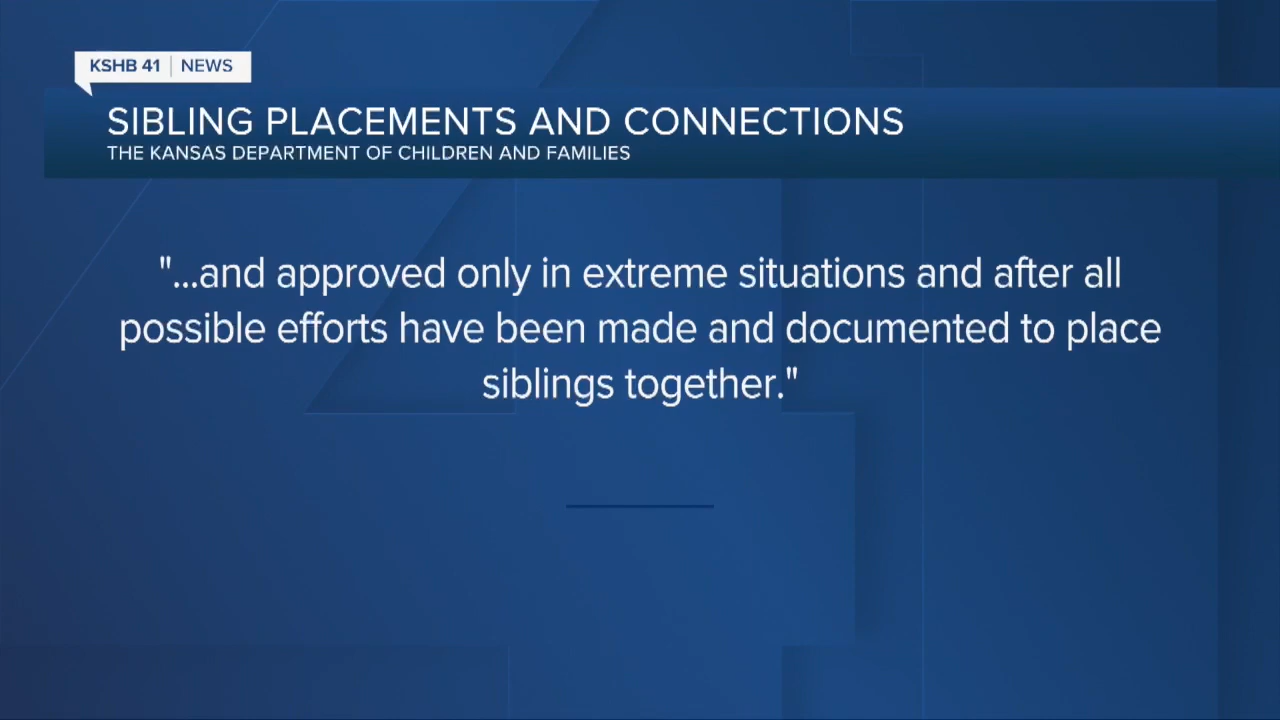 KSHB 41 | NEWS
SIBLING PLACEMENTS AND CONNECTIONS
THE KANSAS DEPARTMENT OF CHILDREN AND FAMILIES
"...and approved only in extreme situations and after all
possible efforts have been made and documented to place
siblings together."